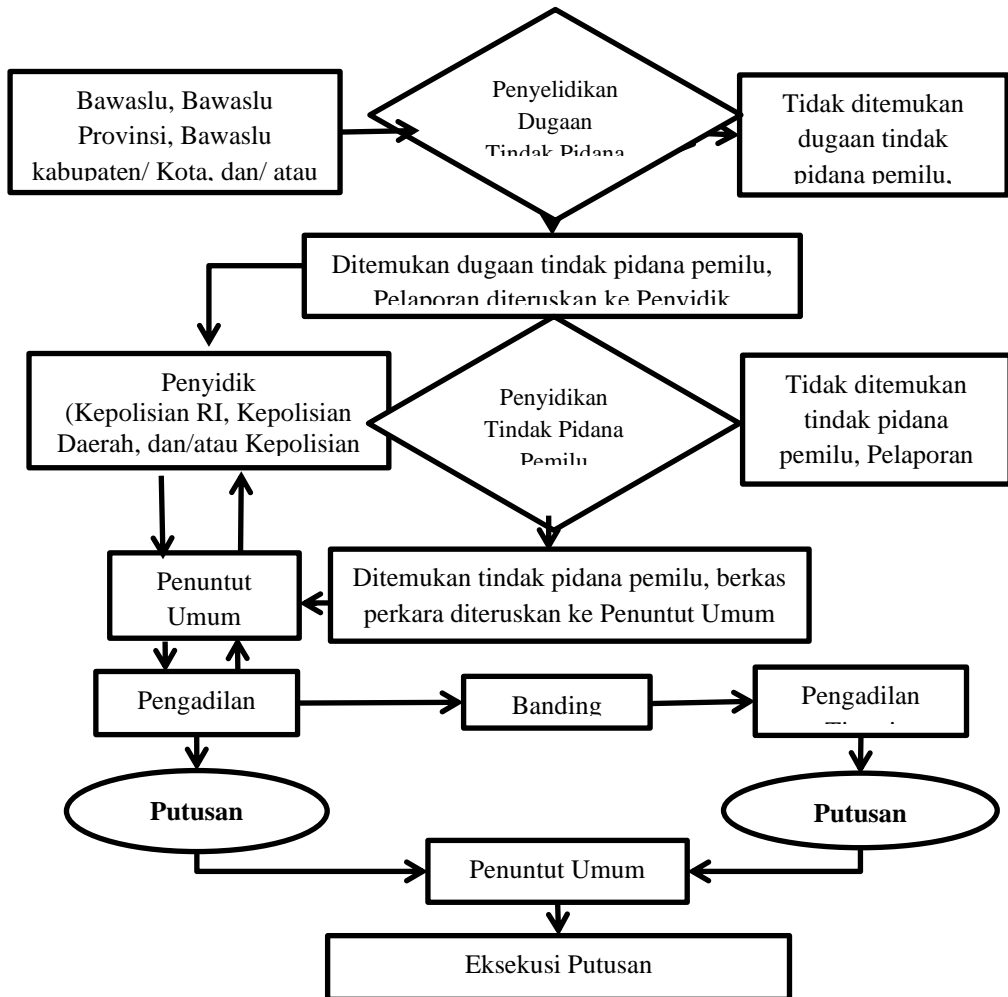 Bawaslu, Bawaslu
Provinsi, Bawaslu
kabupaten/ Kota, dan/ atau
Penyelidikan
Dugaan
Tindak Pidana
Tidak ditemukan
dugaan tindak
pidana pemilu,
Ditemukan dugaan tindak pidana pemilu,
Pelaporan diteruskan ke Penyidik
Penyidik
(Kepolisian RI, Kepolisian
Daerah, dan/atau Kepolisian
Penyidikan
Tindak Pidana
Pemilu
Tidak ditemukan
tindak pidana
pemilu, Pelaporan
Penuntut
Umum
Ditemukan tindak pidana pemilu, berkas
perkara diteruskan ke Penuntut Umum
Pengadilan
Banding
Pengadilan
Putusan
Putusan
Penuntut Umum
Eksekusi Putusan